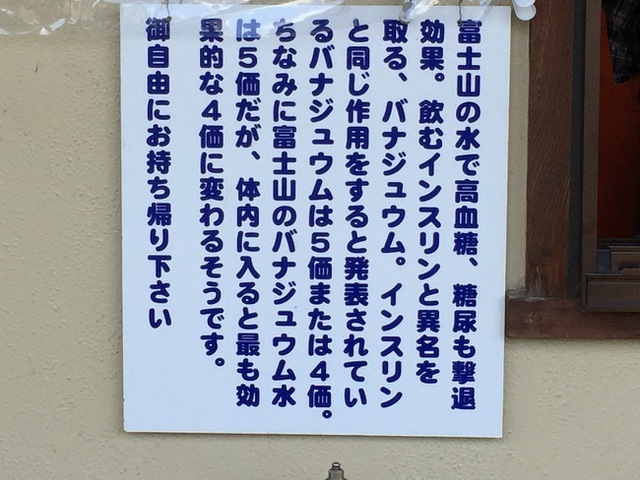 富士山の水で高血糖、糖尿も撃退
効果。飲むインスリンと異名を
取る、バナジュウム。インスリン
と同じ作用をすると発表されてい
るバナジュウムは５価または４価。
ちなみに富士山のバナジュウム水
は５価だが、体内に入ると最も効
果的な４価に変わるそうです。
御自由にお持ち帰り下さい